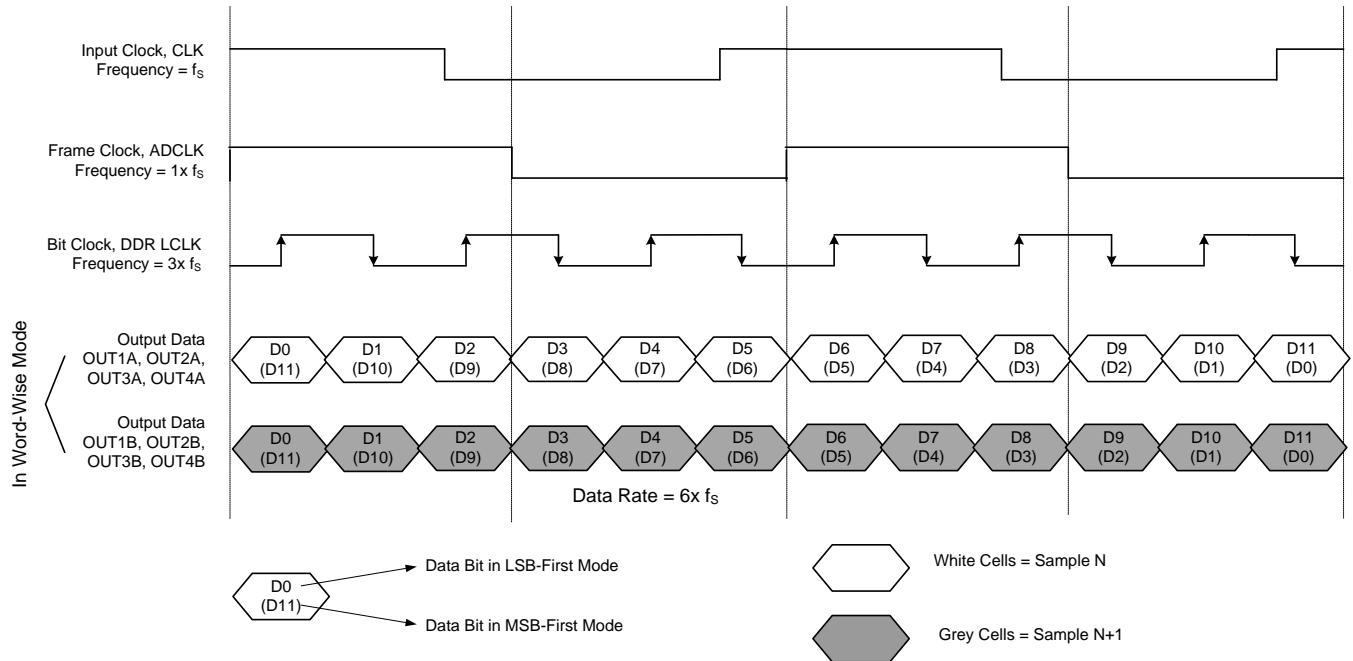 Input Clock, CLK
Frequency = fS
Frame Clock, ADCLK
Frequency = 1x fS
Bit Clock, DDR LCLK
Frequency = 3x fS
In Word-Wise Mode
Output Data
OUT1A, OUT2A,
OUT3A, OUT4A
D0 D1 D2 D3 D4 D5 D6 D7 D8 D9 D10 D11
(D11) (D10) (D9) (D8) (D7) (D6) (D5) (D4) (D3) (D2) (D1) (D0)
Output Data
OUT1B, OUT2B,
OUT3B, OUT4B
D0 D1 D2 D3 D4 D5 D6 D7 D8 D9 D10 D11
(D11) (D10) (D9) (D8) (D7) (D6) (D5) (D4) (D3) (D2) (D1) (D0)
Data Rate = 6x fS
D0
(D11)
Data Bit in LSB-First Mode
Data Bit in MSB-First Mode
White Cells = Sample N
Grey Cells = Sample N+1